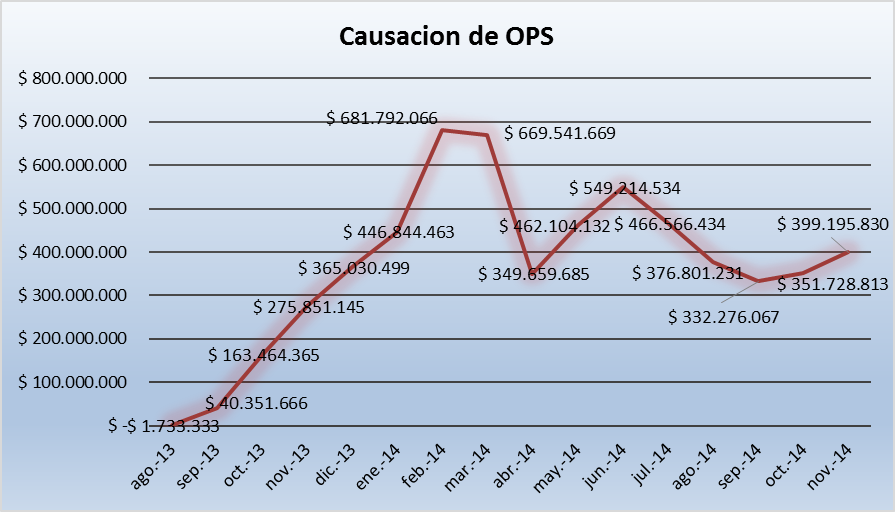 Causacion de OPS
$ 800.000.000
$ 700.000.000
$ 600.000.000
$ 500.000.000
$ 400.000.000
$ 300.000.000
$ 200.000.000
$ 100.000.000
$ -
$ 1.733.333
$ 40.351.666
$ 163.464.365
$ 275.851.145
$ 365.030.499
$ 446.844.463
$ 681.792.066
$ 669.541.669
$ 349.659.685
$ 462.104.132
$ 549.214.534
$ 466.566.434
$ 376.801.231
$ 332.276.067
$ 351.728.813
$ 399.195.830
ago.-13
sep.-13
oct.-13
nov.-13
dic.-13
ene.-14
feb.-14
mar.-14
abr.-14
may.-14
jun.-14
jul.-14
ago.-14
sep.-14
oct.-14
nov.-14